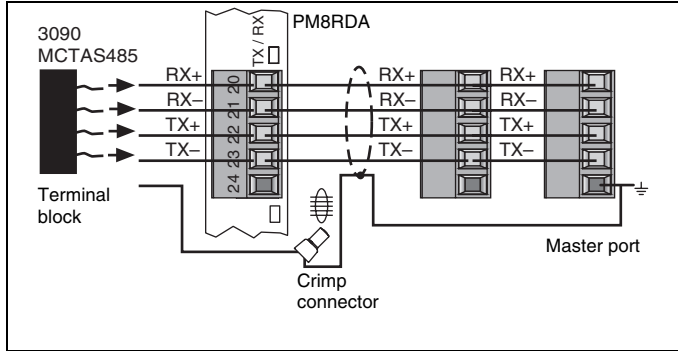 PM8RDA
3090
MCTAS485
TX / RX
RX+ 20 RX+ RX+
RX– 21 RX– RX–
TX+ 22 TX+ TX+
TX– 23 TX– TX–
24
Terminal
block
Master port
Crimp
connector